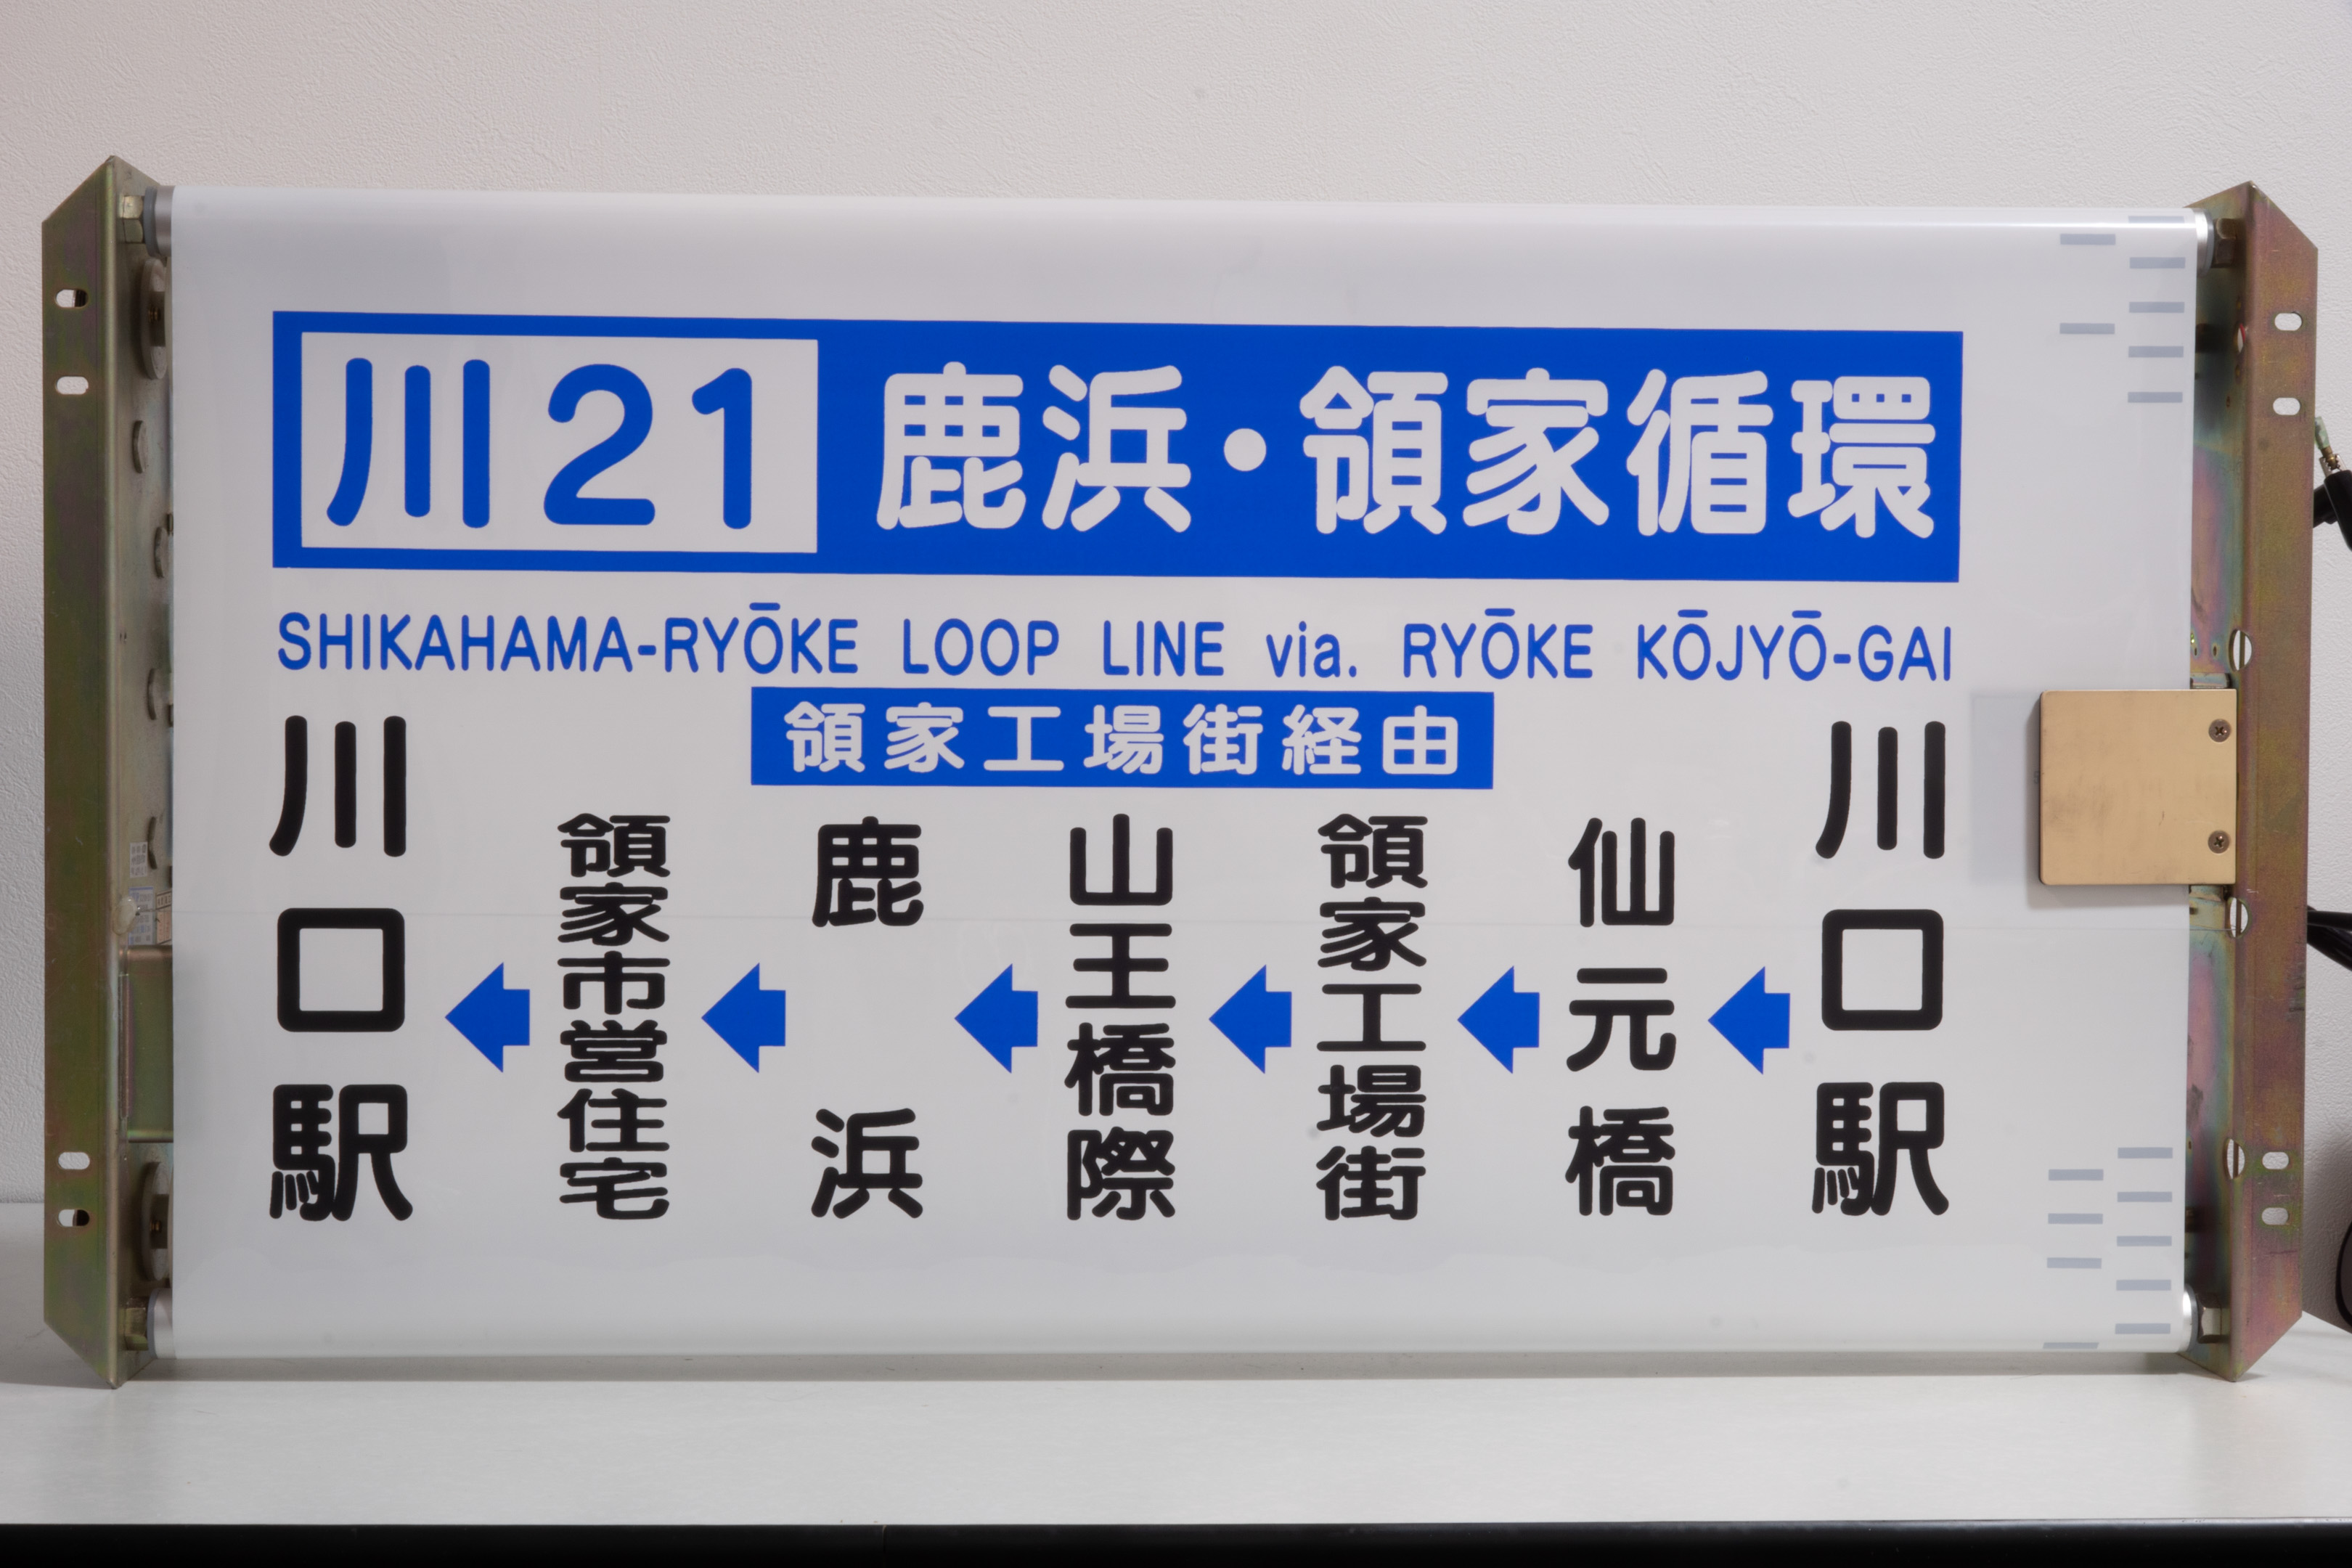 川21 鹿浜・領家循環
SHIKAHAMA-RYŌKE LOOP LINE via. RYŌKE KŌJYŌ-GAI
領家工場街経由
川口駅
仙元橋
領家工場街
山王橋際
鹿浜
領家市営住宅
川口駅